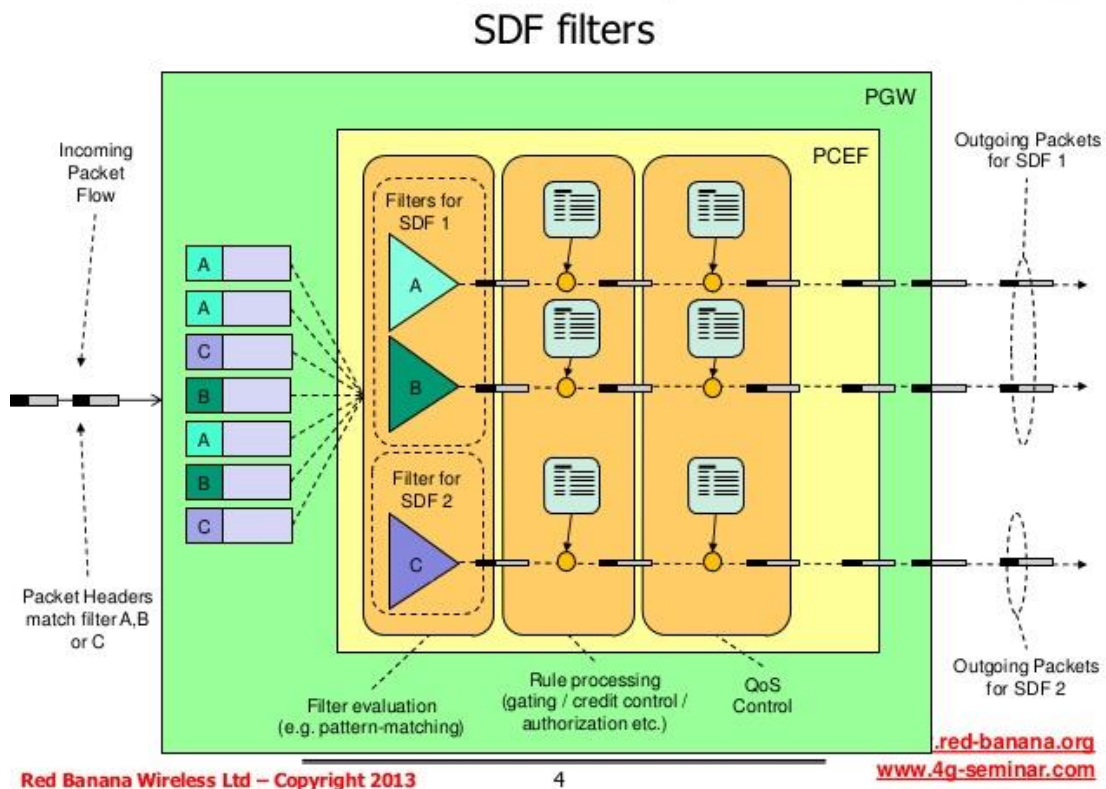 SDF filters
PGW
PCEF
Incoming
Packet
Flow
Outgoing Packets
for SDF 1
Filters for
SDF 1
A
A
C
B
A
B
C
A
B
Filter for
SDF 2
C
Packet Headers
match filter A,B
or C
Filter evaluation
(e.g. pattern-matching)
Rule processing
(gating / credit control /
authorization etc.)
QoS
Control
Outgoing Packets
for SDF 2
.red-banana.org
www.4g-seminar.com
Red Banana Wireless Ltd – Copyright 2013
4